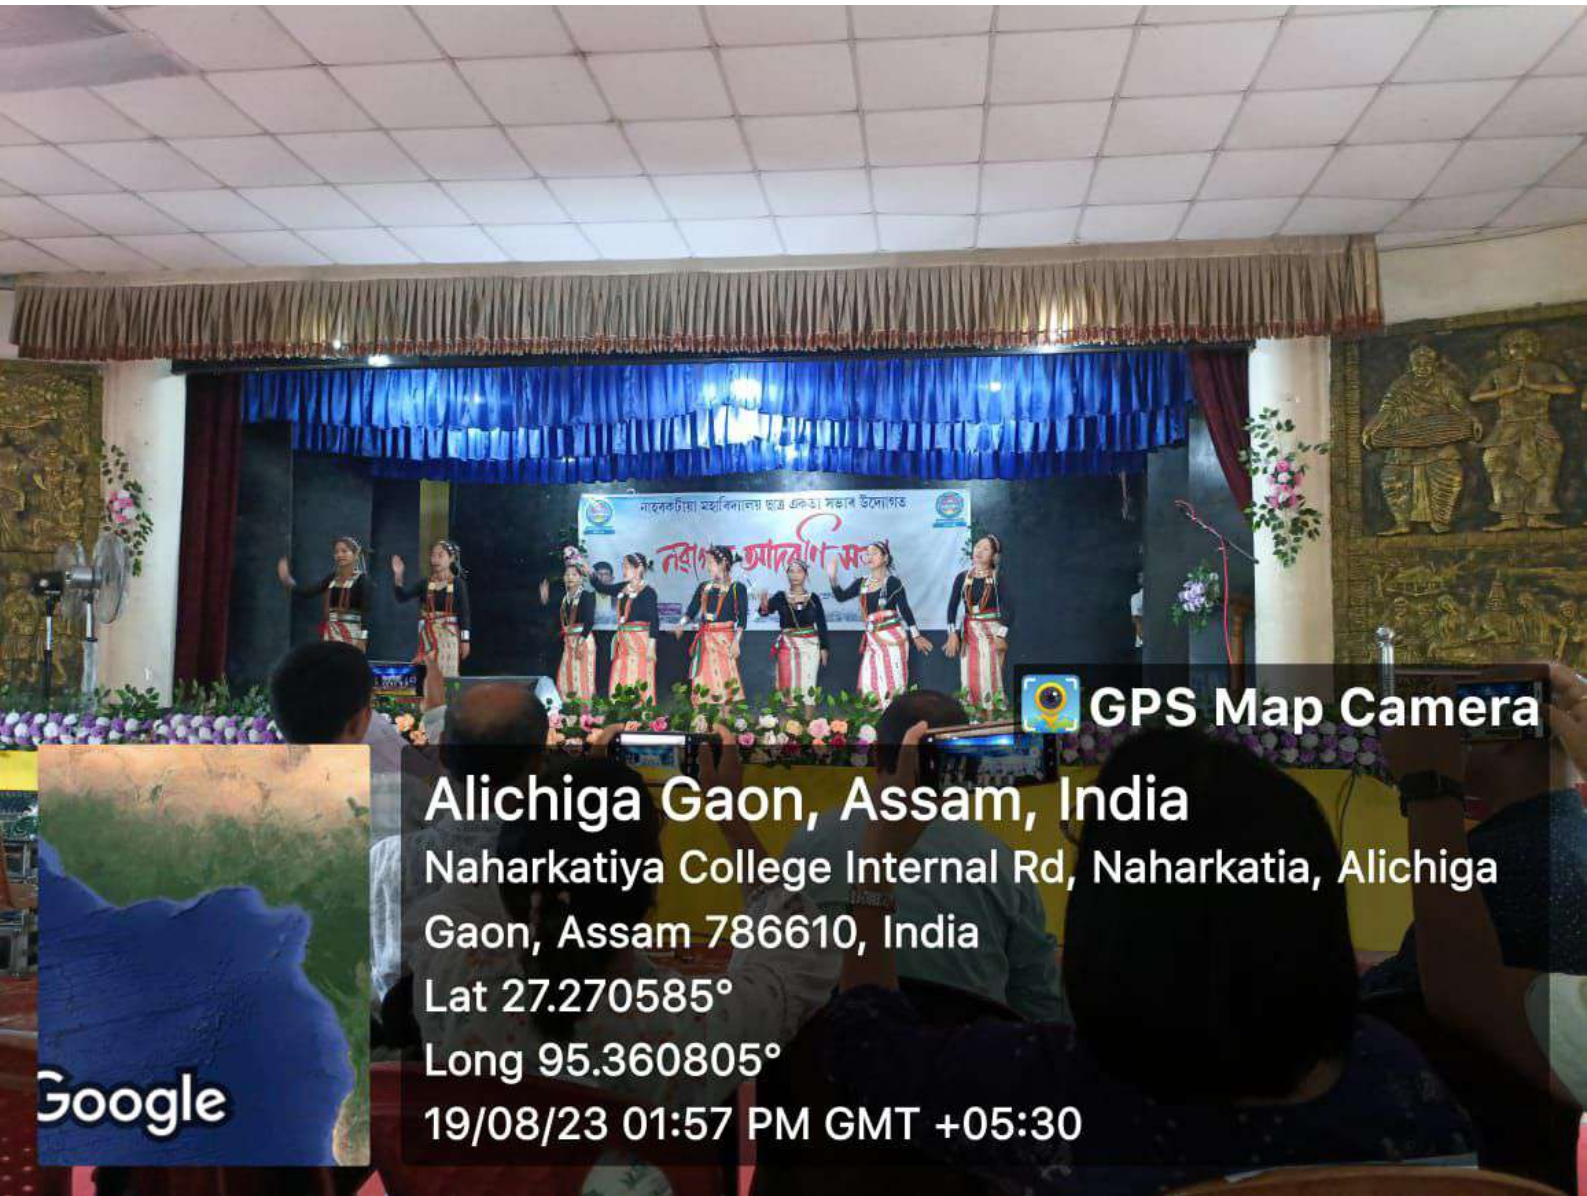 নাহৰকটীয়া মহাবিদ্যালয় ছাত্ৰ একতা সভাৰ উদ্যোগত
আদৰণি
GPS Map Camera
Alichiga Gaon, Assam, India
Naharkatiya College Internal Rd, Naharkatia, Alichiga
Gaon, Assam 786610, India
Lat 27.270585°
Long 95.360805°
19/08/23 01:57 PM GMT +05:30
Google